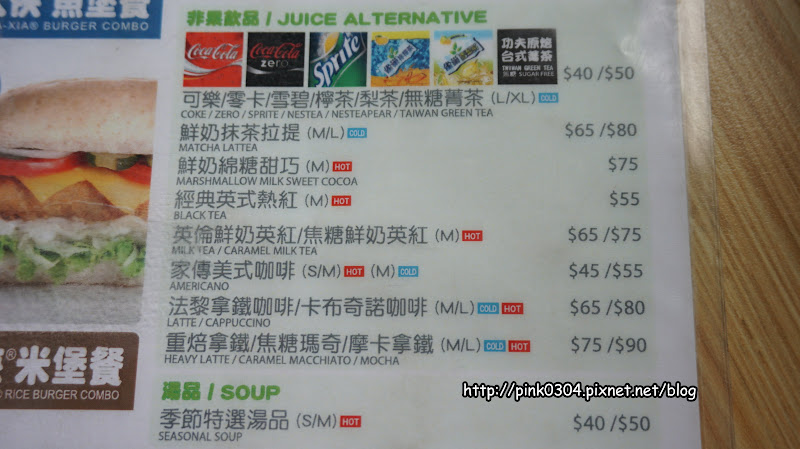 魚堡餐
-XIA® BURGER COMBO
非果飲品 / JUICE ALTERNATIVE
Coca-Cola Coca-Cola zero Sprite 功夫原焙 台式菁茶 TAIWAN GREEN TEA 無糖 SUGAR-FREE
$40 /$50
可樂/零卡/雪碧/檸茶/梨茶/無糖菁茶 (L/XL) COLD
COKE / ZERO / SPRITE / NESTEA / NESTEAPEAR / TAIWAN GREEN TEA
鮮奶抹茶拉提 (M/L) COLD $65 /$80
MATCHA LATTEA
鮮奶綿糖甜巧 (M) HOT $75
MARSHMALLOW MILK SWEET COCOA
經典英式熱紅 (M) HOT $55
BLACK TEA
英倫鮮奶英紅/焦糖鮮奶英紅 (M) HOT $65 /$75
MILK TEA / CARAMEL MILK TEA
家傳美式咖啡 (S/M) HOT (M) COLD $45 /$55
AMERICANO
法黎拿鐵咖啡/卡布奇諾咖啡 (M/L) COLD HOT $65 /$80
LATTE / CAPPUCCINO
重焙拿鐵/焦糖瑪奇/摩卡拿鐵 (M/L) COLD HOT $75 /$90
HEAVY LATTE / CARAMEL MACCHIATO / MOCHA
® 米堡餐
RICE BURGER COMBO
湯品 / SOUP
季節特選湯品 (S/M) HOT $40 /$50
SEASONAL SOUP
http://pink0304.pixnet.net/blog